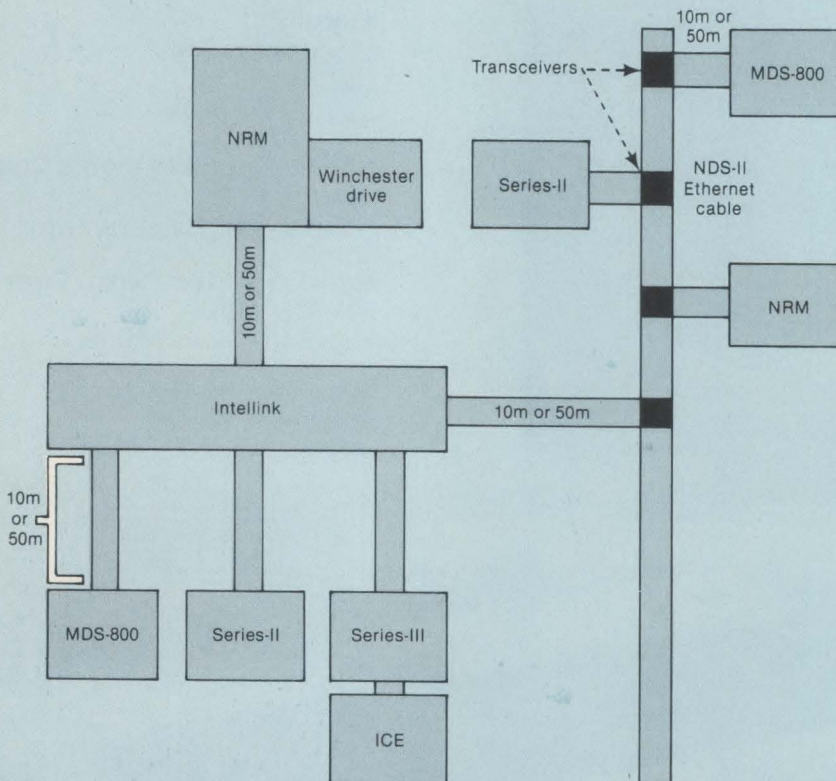 10m or
50m
Transceivers
MDS-800
NRM
Winchester
drive
Series-II
NDS-II
Ethernet
cable
10m or 50m
NRM
Intellink
10m or 50m
10m
or
50m
MDS-800
Series-II
Series-III
ICE